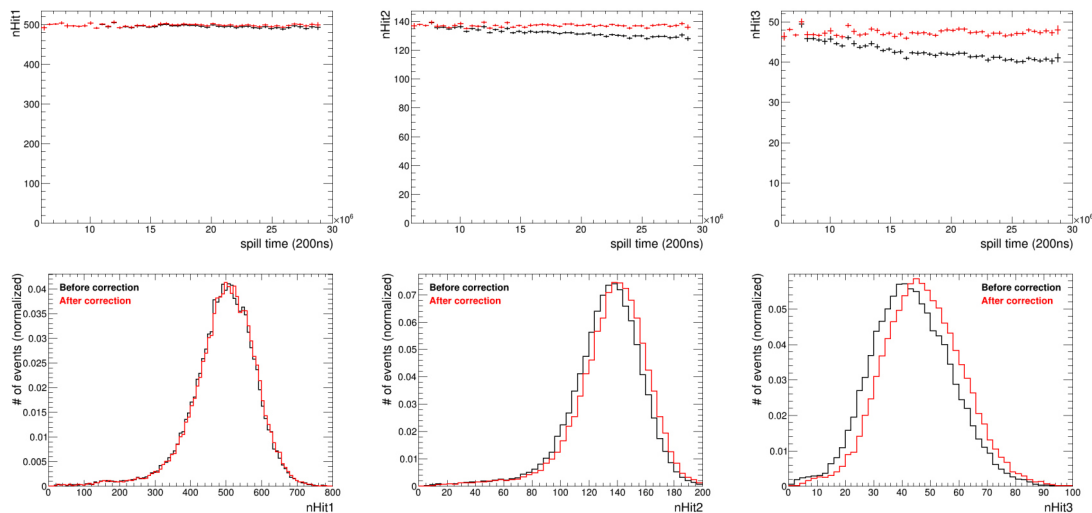 nHit1
500
400
300
200
100
0
10 15 20 25 30
×10⁶
spill time (200ns)
nHit2
140
120
100
80
60
40
20
0
10 15 20 25 30
×10⁶
spill time (200ns)
nHit3
50
40
30
20
10
0
10 15 20 25 30
×10⁶
spill time (200ns)
# of events (normalized)
0.04
0.035
0.03
0.025
0.02
0.015
0.01
0.005
0
Before correction
After correction
0 100 200 300 400 500 600 700 800
nHit1
# of events (normalized)
0.07
0.06
0.05
0.04
0.03
0.02
0.01
0
Before correction
After correction
0 20 40 60 80 100 120 140 160 180 200
nHit2
# of events (normalized)
0.05
0.04
0.03
0.02
0.01
0
Before correction
After correction
0 10 20 30 40 50 60 70 80 90 100
nHit3